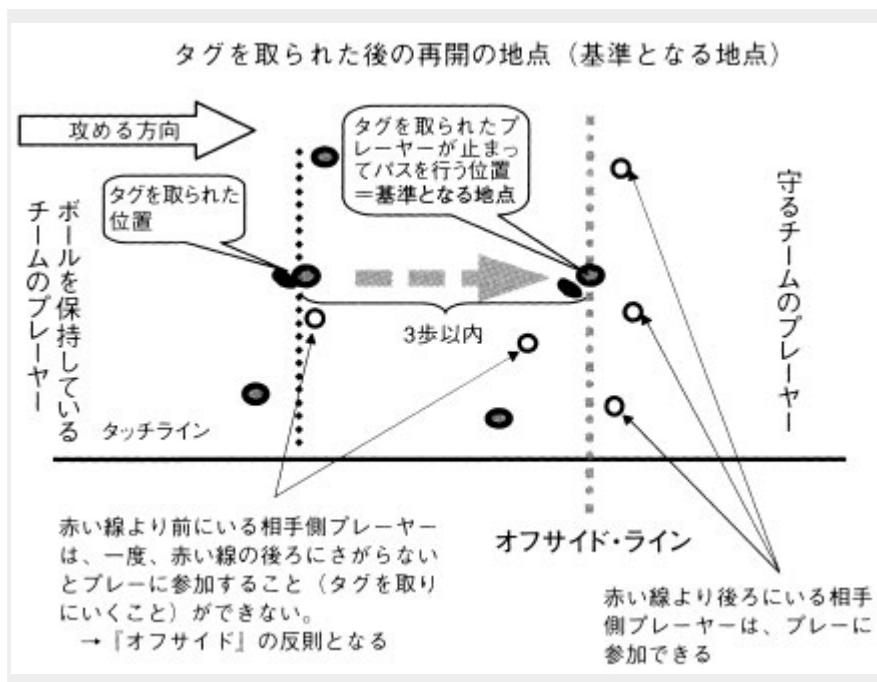 タグを取られた後の再開の地点（基準となる地点）
攻める方向
タグを取られたプ
レーヤーが止まっ
てパスを行う位置
＝基準となる地点
タグを取られた
位置
ボールを保持している
チームのプレーヤー
守るチームのプレーヤー
3歩以内
タッチライン
オフサイド・ライン
赤い線より前にいる相手側プレーヤー
は、一度、赤い線の後ろにさがらない
とプレーに参加すること（タグを取り
にいくこと）ができない。
→『オフサイド』の反則となる
赤い線より後ろにいる相手
側プレーヤーは、プレーに
参加できる